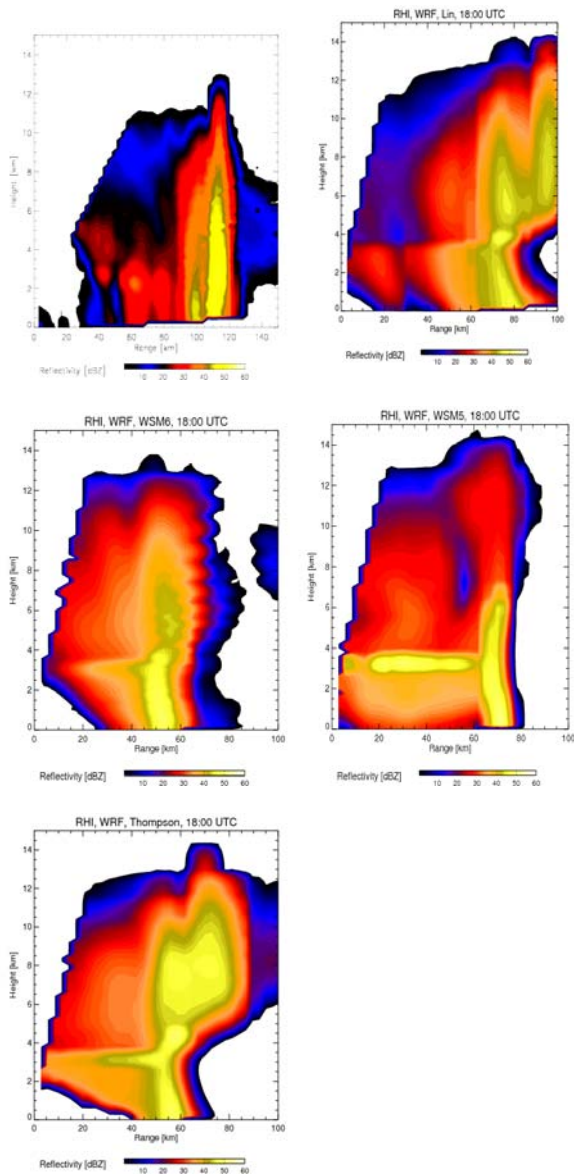 14
12
10
8
6
4
2
0
Height [km]
0 20 40 60 80 100 120 140
Range [km]
Reflectivity [dBZ]
10 20 30 40 50 60
RHI, WRF, Lin, 18:00 UTC
14
12
10
8
6
4
2
0
Height [km]
0 20 40 60 80 100
Range [km]
Reflectivity [dBZ]
10 20 30 40 50 60
RHI, WRF, WSM6, 18:00 UTC
14
12
10
8
6
4
2
0
Height [km]
0 20 40 60 80 100
Range [km]
Reflectivity [dBZ]
10 20 30 40 50 60
RHI, WRF, WSM5, 18:00 UTC
14
12
10
8
6
4
2
0
Height [km]
0 20 40 60 80 100
Range [km]
Reflectivity [dBZ]
10 20 30 40 50 60
RHI, WRF, Thompson, 18:00 UTC
14
12
10
8
6
4
2
0
Height [km]
0 20 40 60 80 100
Range [km]
Reflectivity [dBZ]
10 20 30 40 50 60